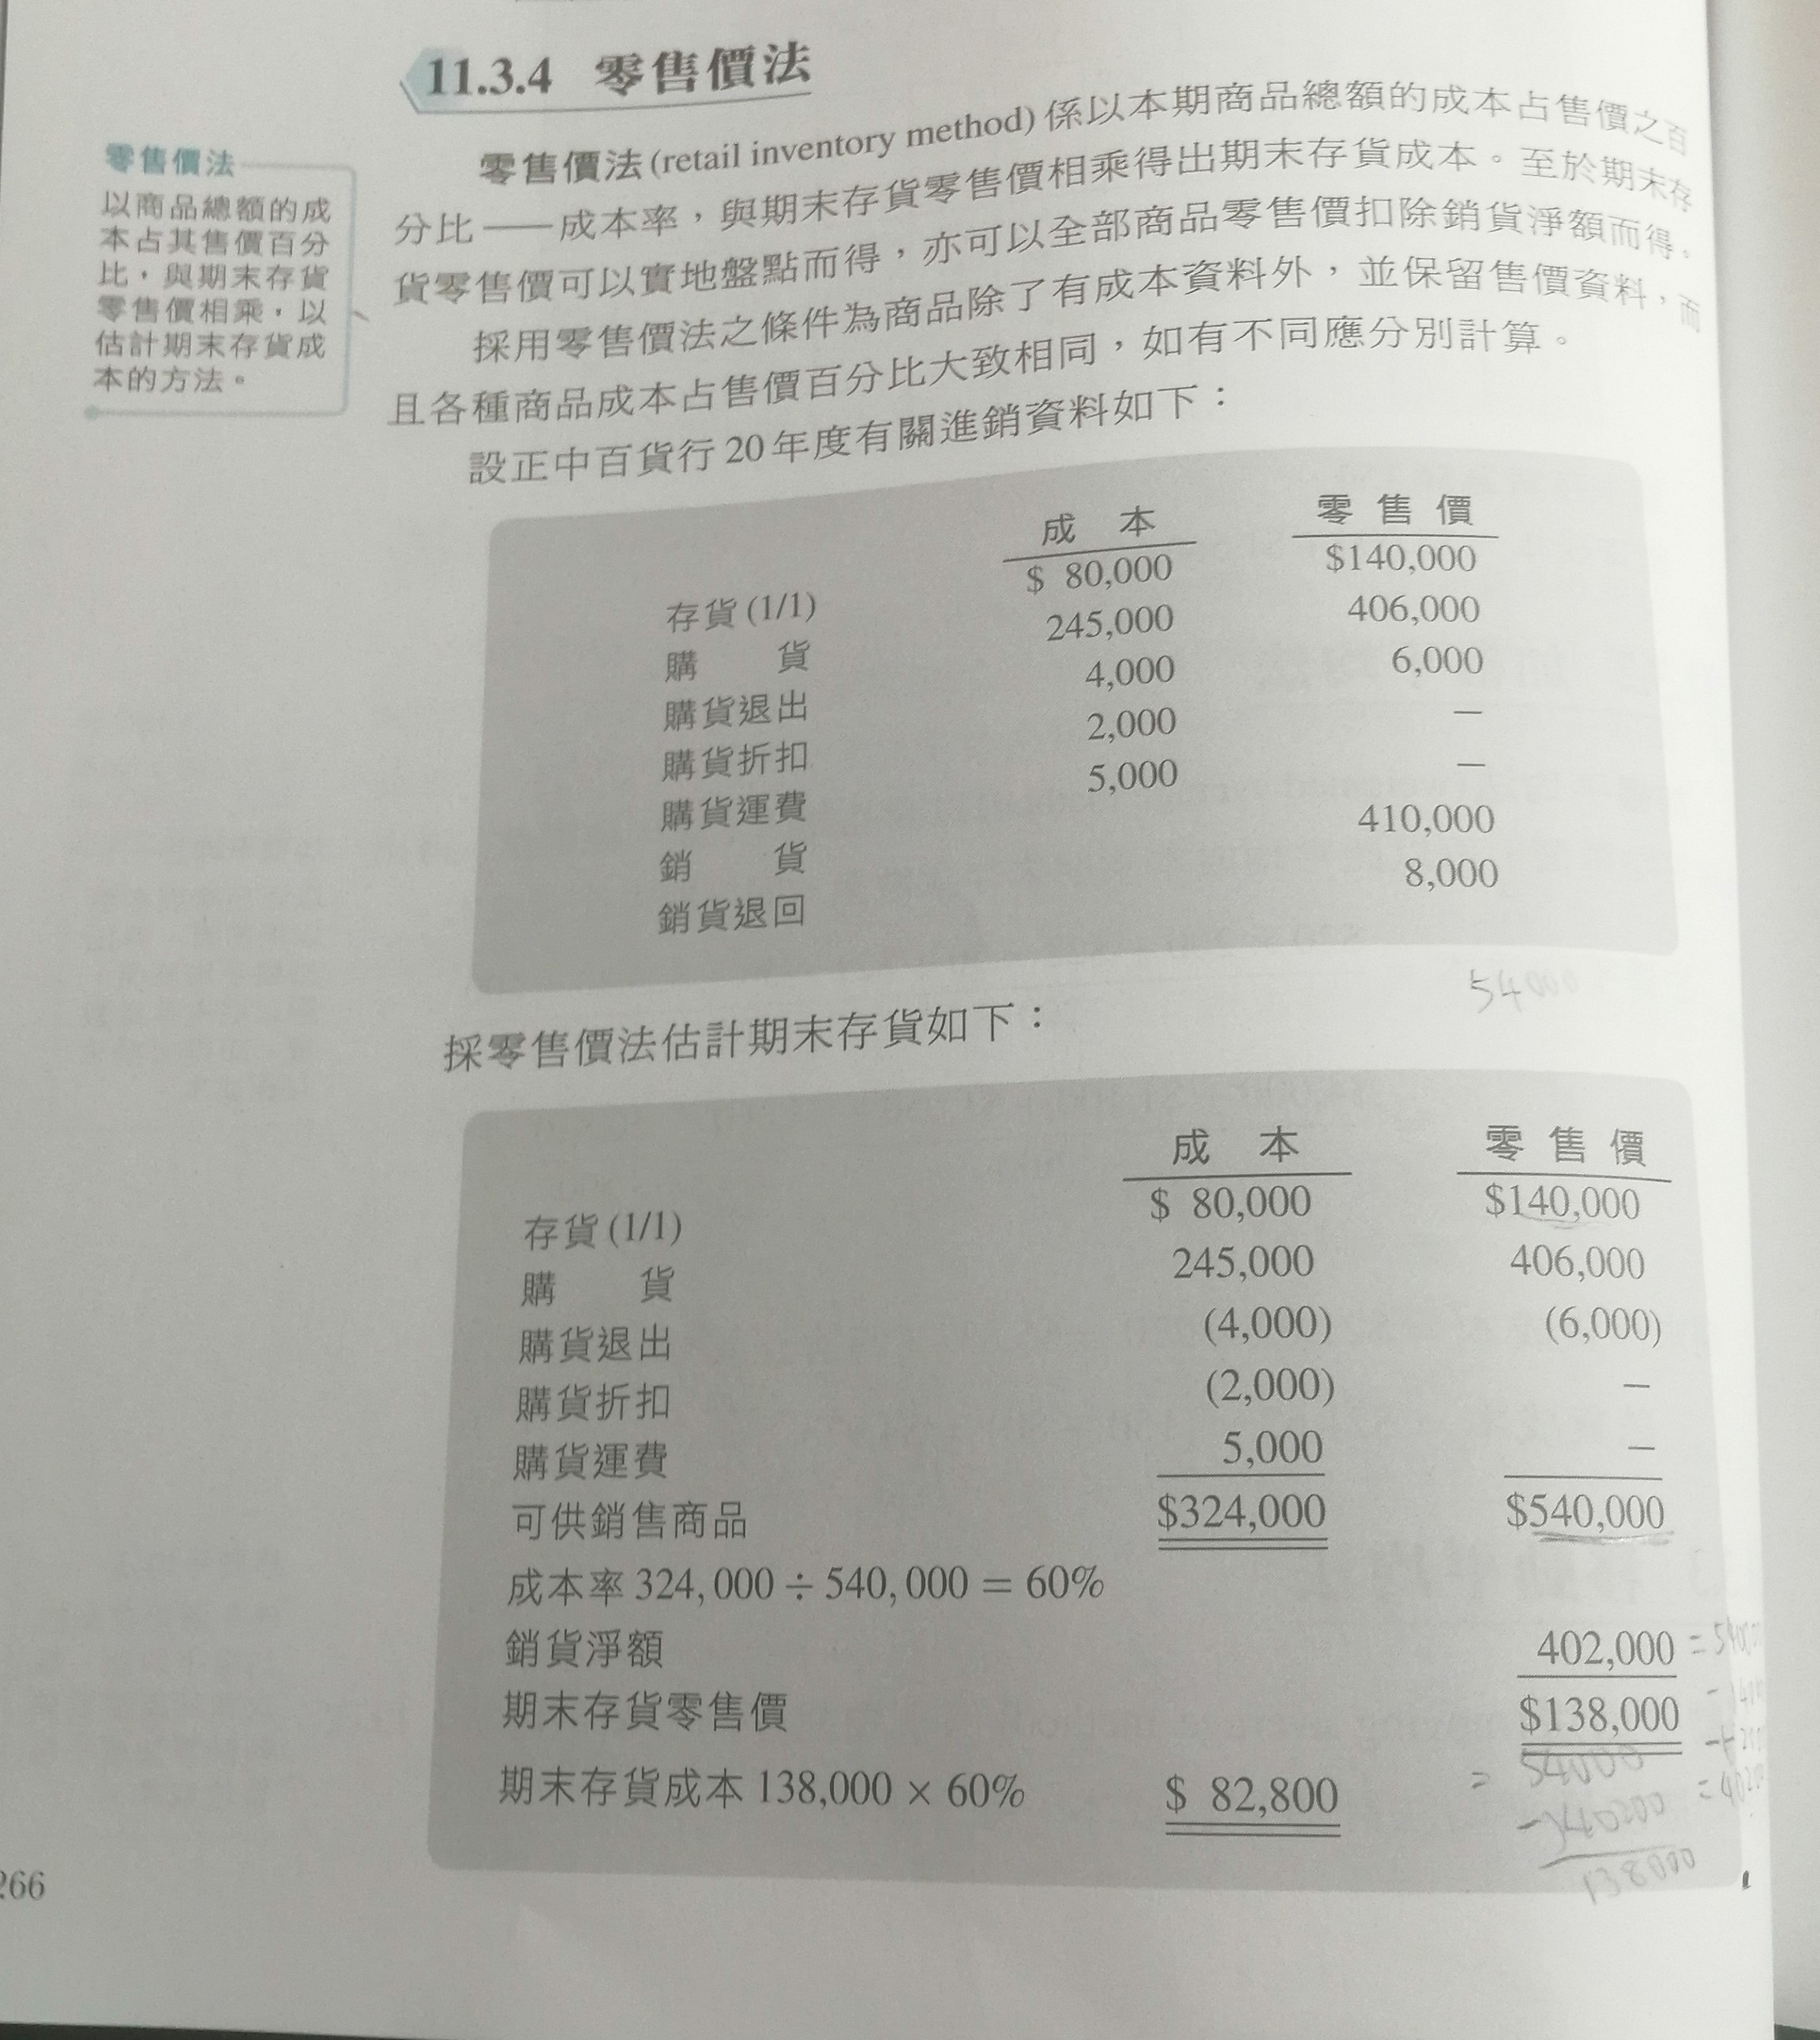 11.3.4 零售價法
零售價法
以商品總額的成
本占其售價百分
比，與期末存貨
零售價相乘，以
估計期末存貨成
本的方法。
零售價法(retail inventory method)係以本期商品總額的成本占售價之百
分比——成本率，與期末存貨零售價相乘得出期末存貨成本。至於期末存
貨零售價可以實地盤點而得，亦可以全部商品零售價扣除銷貨淨額而得。
採用零售價法之條件為商品除了有成本資料外，並保留售價資料，而
且各種商品成本占售價百分比大致相同，如有不同應分別計算。
設正中百貨行20年度有關進銷資料如下：
成本 零售價
存貨(1/1) $ 80,000 $140,000
購貨 245,000 406,000
購貨退出 4,000 6,000
購貨折扣 2,000 —
購貨運費 5,000 —
銷貨 410,000
銷貨退回 8,000
54000
採零售價法估計期末存貨如下：
成本 零售價
存貨(1/1) $ 80,000 $140,000
購貨 245,000 406,000
購貨退出 (4,000) (6,000)
購貨折扣 (2,000) —
購貨運費 5,000 —
可供銷售商品 $324,000 $540,000
成本率 324,000 ÷ 540,000 = 60%
銷貨淨額 402,000
期末存貨零售價 $138,000
期末存貨成本 138,000 × 60% $ 82,800
= 54000
138000
266